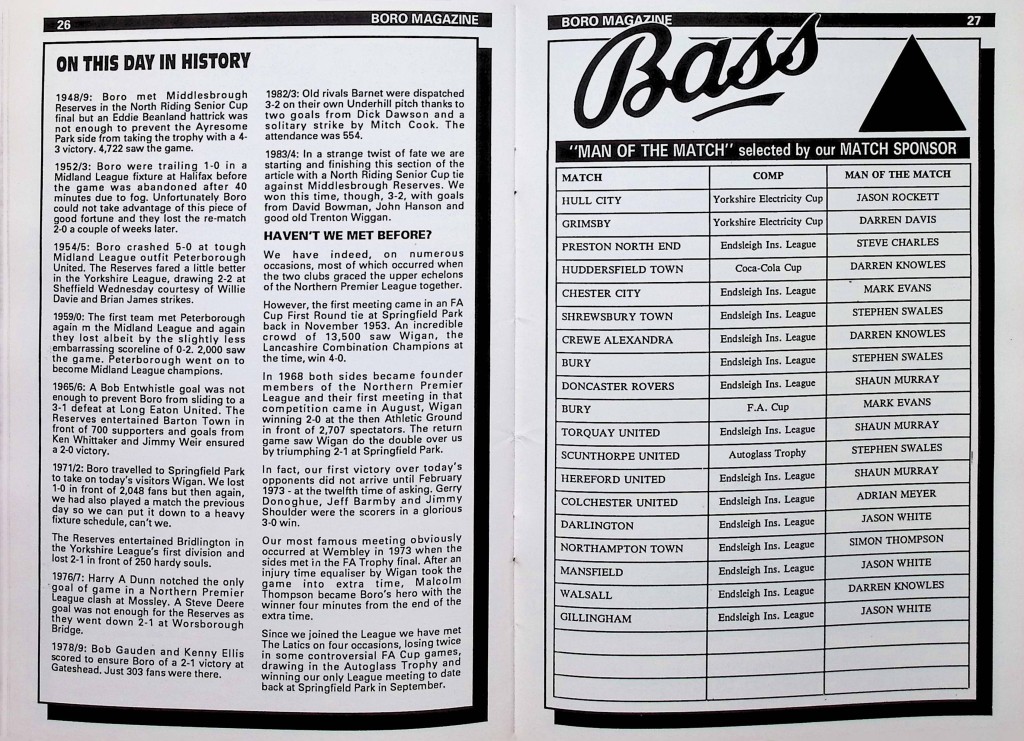 26
BORO MAGAZINE
ON THIS DAY IN HISTORY
1948/9: Boro met Middlesbrough
Reserves in the North Riding Senior Cup
final but an Eddie Beanland hattrick was
not enough to prevent the Ayresome
Park side from taking the trophy with a 4-
3 victory. 4,722 saw the game.
1952/3: Boro were trailing 1-0 in a
Midland League fixture at Halifax before
the game was abandoned after 40
minutes due to fog. Unfortunately Boro
could not take advantage of this piece of
good fortune and they lost the re-match
2-0 a couple of weeks later.
1954/5: Boro crashed 5-0 at tough
Midland League outfit Peterborough
United. The Reserves fared a little better
in the Yorkshire League, drawing 2-2 at
Sheffield Wednesday courtesy of Willie
Davie and Brian James strikes.
1959/0: The first team met Peterborough
again m the Midland League and again
they lost albeit by the slightly less
embarrassing scoreline of 0-2. 2,000 saw
the game. Peterborough went on to
become Midland League champions.
1965/6: A Bob Entwhistle goal was not
enough to prevent Boro from sliding to a
3-1 defeat at Long Eaton United. The
Reserves entertained Barton Town in
front of 700 supporters and goals from
Ken Whittaker and Jimmy Weir ensured
a 2-0 victory.
1971/2: Boro travelled to Springfield Park
to take on today's visitors Wigan. We lost
1-0 in front of 2,048 fans but then again,
we had also played a match the previous
day so we can put it down to a heavy
fixture schedule, can't we.
The Reserves entertained Bridlington in
the Yorkshire League's first division and
lost 2-1 in front of 250 hardy souls.
1976/7: Harry A Dunn notched the only
goal of game in a Northern Premier
League clash at Mossley. A Steve Deere
goal was not enough for the Reserves as
they went down 2-1 at Worsborough
Bridge.
1978/9: Bob Gauden and Kenny Ellis
scored to ensure Boro of a 2-1 victory at
Gateshead. Just 303 fans were there.
1982/3: Old rivals Barnet were dispatched
3-2 on their own Underhill pitch thanks to
two goals from Dick Dawson and a
solitary strike by Mitch Cook. The
attendance was 554.
1983/4: In a strange twist of fate we are
starting and finishing this section of the
article with a North Riding Senior Cup tie
against Middlesbrough Reserves. We
won this time, though, 3-2, with goals
from David Bowman, John Hanson and
good old Trenton Wiggan.
HAVEN'T WE MET BEFORE?
We have indeed, on numerous
occasions, most of which occurred when
the two clubs graced the upper echelons
of the Northern Premier League together.
However, the first meeting came in an FA
Cup First Round tie at Springfield Park
back in November 1953. An incredible
crowd of 13,500 saw Wigan, the
Lancashire Combination Champions at
the time, win 4-0.
In 1968 both sides became founder
members of the Northern Premier
League and their first meeting in that
competition came in August, Wigan
winning 2-0 at the then Athletic Ground
in front of 2,707 spectators. The return
game saw Wigan do the double over us
by triumphing 2-1 at Springfield Park.
In fact, our first victory over today's
opponents did not arrive until February
1973 - at the twelfth time of asking. Gerry
Donoghue, Jeff Barmby and Jimmy
Shoulder were the scorers in a glorious
3-0 win.
Our most famous meeting obviously
occurred at Wembley in 1973 when the
sides met in the FA Trophy final. After an
injury time equaliser by Wigan took the
game into extra time, Malcolm
Thompson became Boro's hero with the
winner four minutes from the end of the
extra time.
Since we joined the League we have met
The Latics on four occasions, losing twice
in some controversial FA Cup games,
drawing in the Autoglass Trophy and
winning our only League meeting to date
back at Springfield Park in September.
BORO MAGAZINE
27
Bass
"MAN OF THE MATCH" selected by our MATCH SPONSOR
MATCH COMP MAN OF THE MATCH
HULL CITY Yorkshire Electricity Cup JASON ROCKETT
GRIMSBY Yorkshire Electricity Cup DARREN DAVIS
PRESTON NORTH END Endsleigh Ins. League STEVE CHARLES
HUDDERSFIELD TOWN Coca-Cola Cup DARREN KNOWLES
CHESTER CITY Endsleigh Ins. League MARK EVANS
SHREWSBURY TOWN Endsleigh Ins. League STEPHEN SWALES
CREWE ALEXANDRA Endsleigh Ins. League DARREN KNOWLES
BURY Endsleigh Ins. League STEPHEN SWALES
DONCASTER ROVERS Endsleigh Ins. League SHAUN MURRAY
BURY F.A. Cup MARK EVANS
TORQUAY UNITED Endsleigh Ins. League SHAUN MURRAY
SCUNTHORPE UNITED Autoglass Trophy STEPHEN SWALES
HEREFORD UNITED Endsleigh Ins. League SHAUN MURRAY
COLCHESTER UNITED Endsleigh Ins. League ADRIAN MEYER
DARLINGTON Endsleigh Ins. League JASON WHITE
NORTHAMPTON TOWN Endsleigh Ins. League SIMON THOMPSON
MANSFIELD Endsleigh Ins. League JASON WHITE
WALSALL Endsleigh Ins. League DARREN KNOWLES
GILLINGHAM Endsleigh Ins. League JASON WHITE